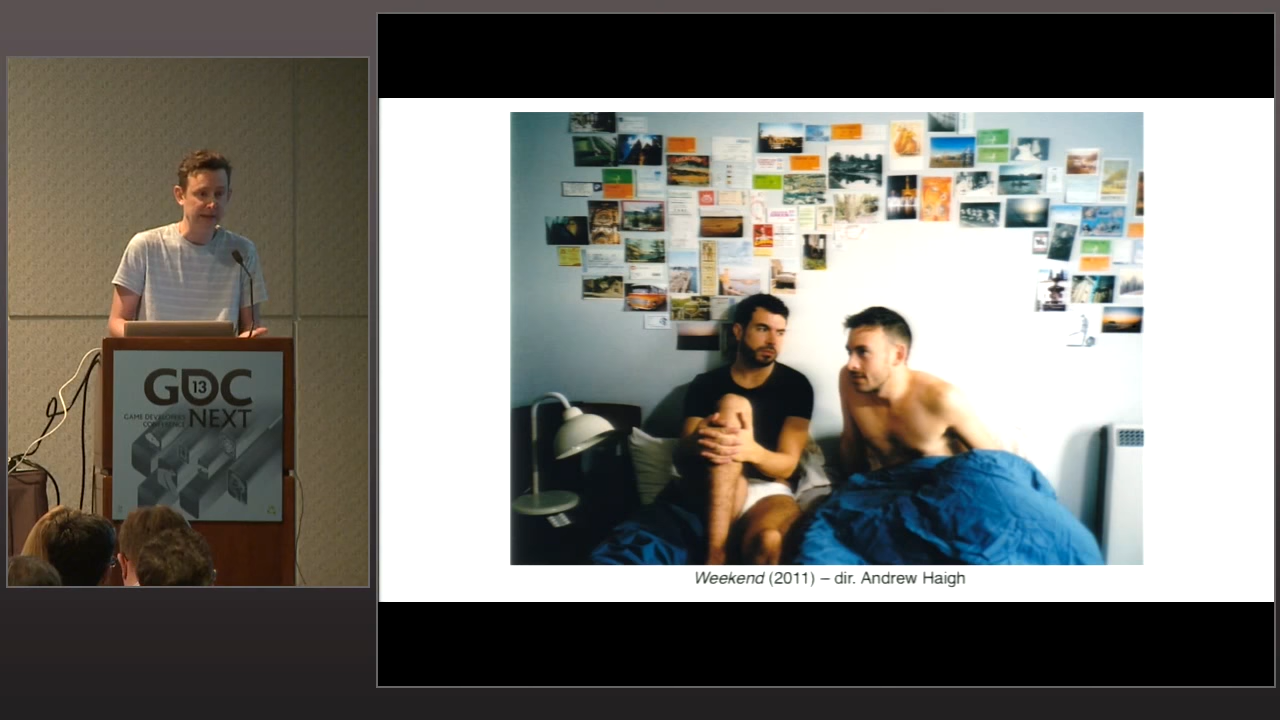 GDC
13
GAME DEVELOPERS
CONFERENCE
NEXT
Weekend (2011) – dir. Andrew Haigh